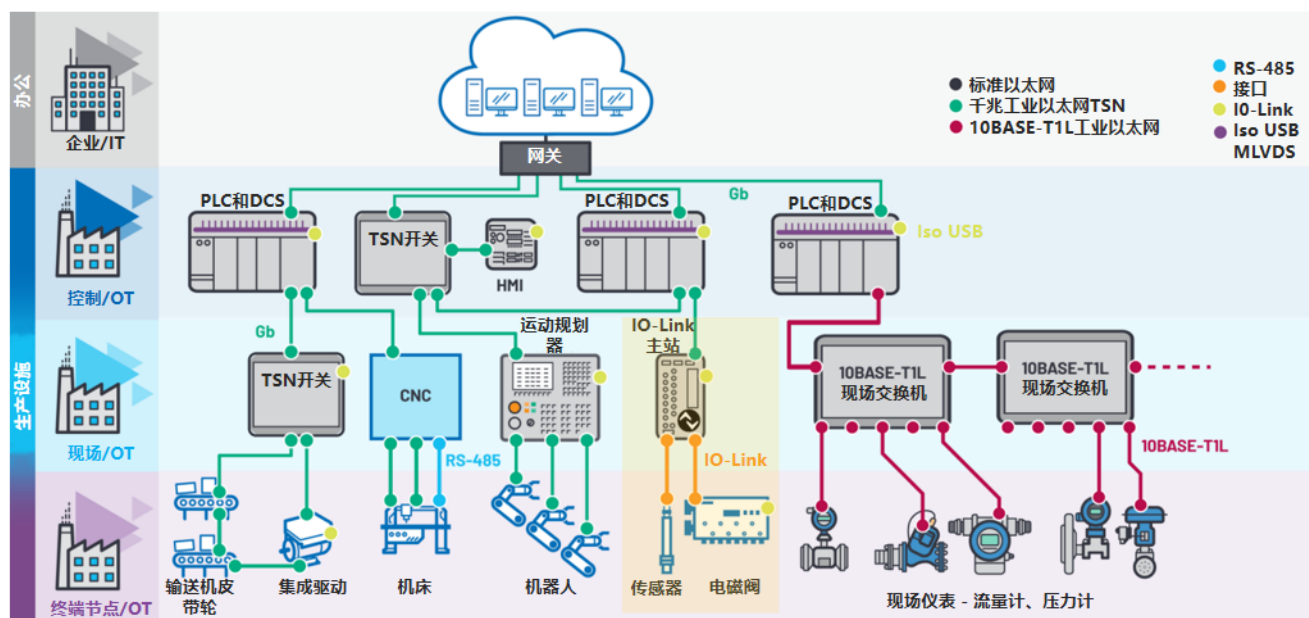 办公
企业/IT
网关
标准以太网
千兆工业以太网TSN
10BASE-T1L工业以太网
RS-485
接口
IO-Link
Iso USB
MLVDS
生产设施
控制/OT
PLC和DCS
TSN开关
HMI
PLC和DCS
Gb
PLC和DCS
Iso USB
现场/OT
Gb
TSN开关
CNC
RS-485
运动规划
器
IO-Link
主站
IO-Link
10BASE-T1L
现场交换机
10BASE-T1L
现场交换机
10BASE-T1L
终端节点/OT
输送机皮
带轮
集成驱动
机床
机器人
传感器
电磁阀
现场仪表 - 流量计、压力计